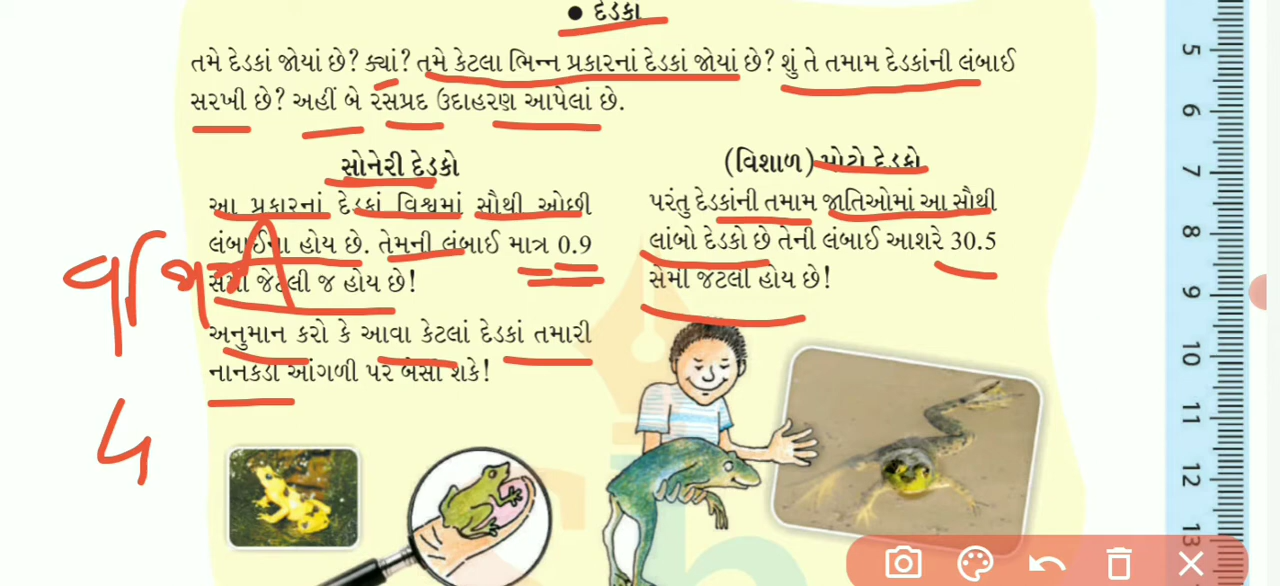 • દેડકા
તમે દેડકાં જોયાં છે? ક્યાં? તમે કેટલા ભિન્ન પ્રકારનાં દેડકાં જોયાં છે? શું તે તમામ દેડકાંની લંબાઈ
સરખી છે? અહીં બે રસપ્રદ ઉદાહરણ આપેલાં છે.
સોનેરી દેડકો
આ પ્રકારનાં દેડકાં વિશ્વમાં સૌથી ઓછી
લંબાઈના હોય છે. તેમની લંબાઈ માત્ર 0.9
સેમી જેટલી જ હોય છે!
અનુમાન કરો કે આવા કેટલાં દેડકાં તમારી
નાનકડી આંગળી પર બેસી શકે!
(વિશાળ) મોટો દેડકો
પરંતુ દેડકાંની તમામ જાતિઓમાં આ સૌથી
લાંબો દેડકો છે તેની લંબાઈ આશરે 30.5
સેમી જેટલી હોય છે!
5
6
7
8
9
10
11
12
13